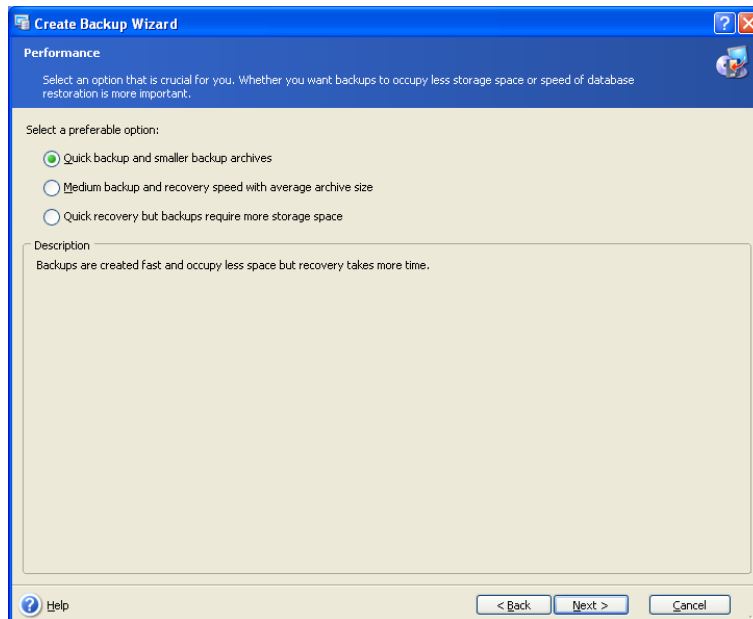 Create Backup Wizard
Performance
Select an option that is crucial for you. Whether you want backups to occupy less storage space or speed of database
restoration is more important.
Select a preferable option:
Quick backup and smaller backup archives
Medium backup and recovery speed with average archive size
Quick recovery but backups require more storage space
Description
Backups are created fast and occupy less space but recovery takes more time.
Help
< Back
Next >
Cancel